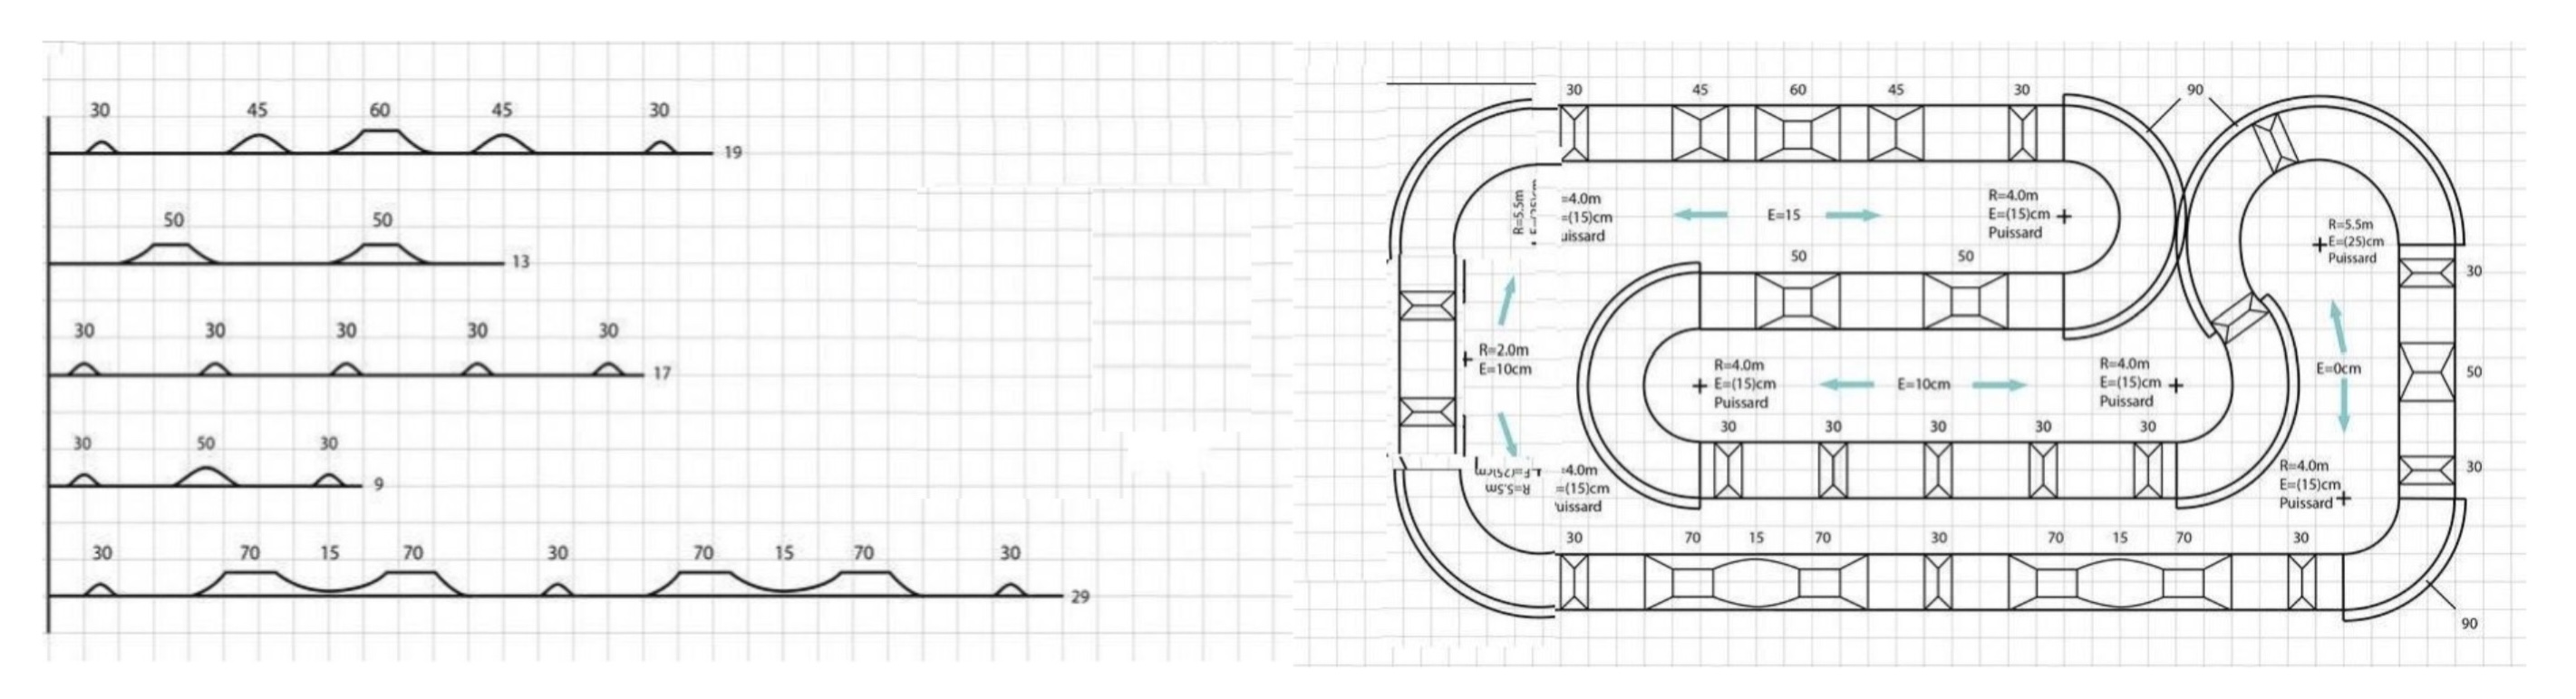 30 45 60 45 30
19
50 50
13
30 30 30 30 30
17
30 50 30
9
30 70 15 70 30 70 15 70 30
29
30 45 60 45 30 90
R=5.5m
=4.0m
=(15)cm
uissard
E=15
R=4.0m
E=(15)cm
Puissard
R=5.5m
E=(25)cm
Puissard
50 50
30
R=2.0m
E=10cm
R=4.0m
E=(15)cm
Puissard
E=10cm
R=4.0m
E=(15)cm
Puissard
E=0cm
50
30 30 30 30 30
30
R=4.0m
E=(15)cm
Puissard
R=5.5m
=4.0m
=(15)cm
uissard
30 70 15 70 30 70 15 70 30
90